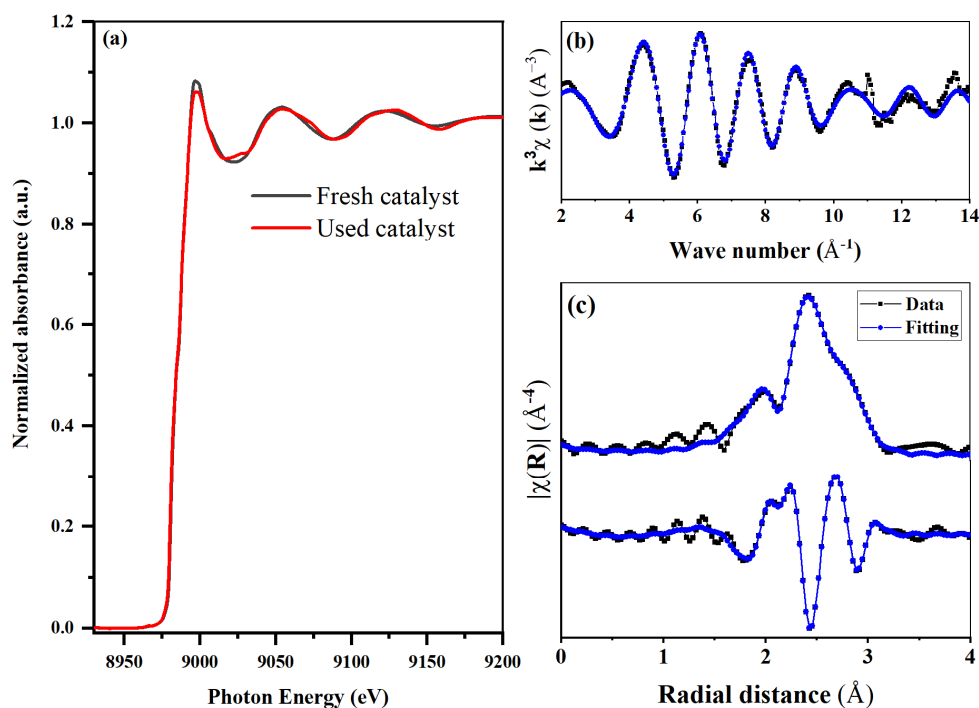 (a)
1.2
1.0
0.8
0.6
0.4
0.2
0.0
Normalized absorbance (a.u.)
Fresh catalyst
Used catalyst
8950 9000 9050 9100 9150 9200
Photon Energy (eV)
(b)
k³χ (k) (A⁻³)
2 4 6 8 10 12 14
Wave number (Å⁻¹)
(c)
Data
Fitting
|χ(R)| (Å⁻⁴)
0 1 2 3 4
Radial distance (Å)